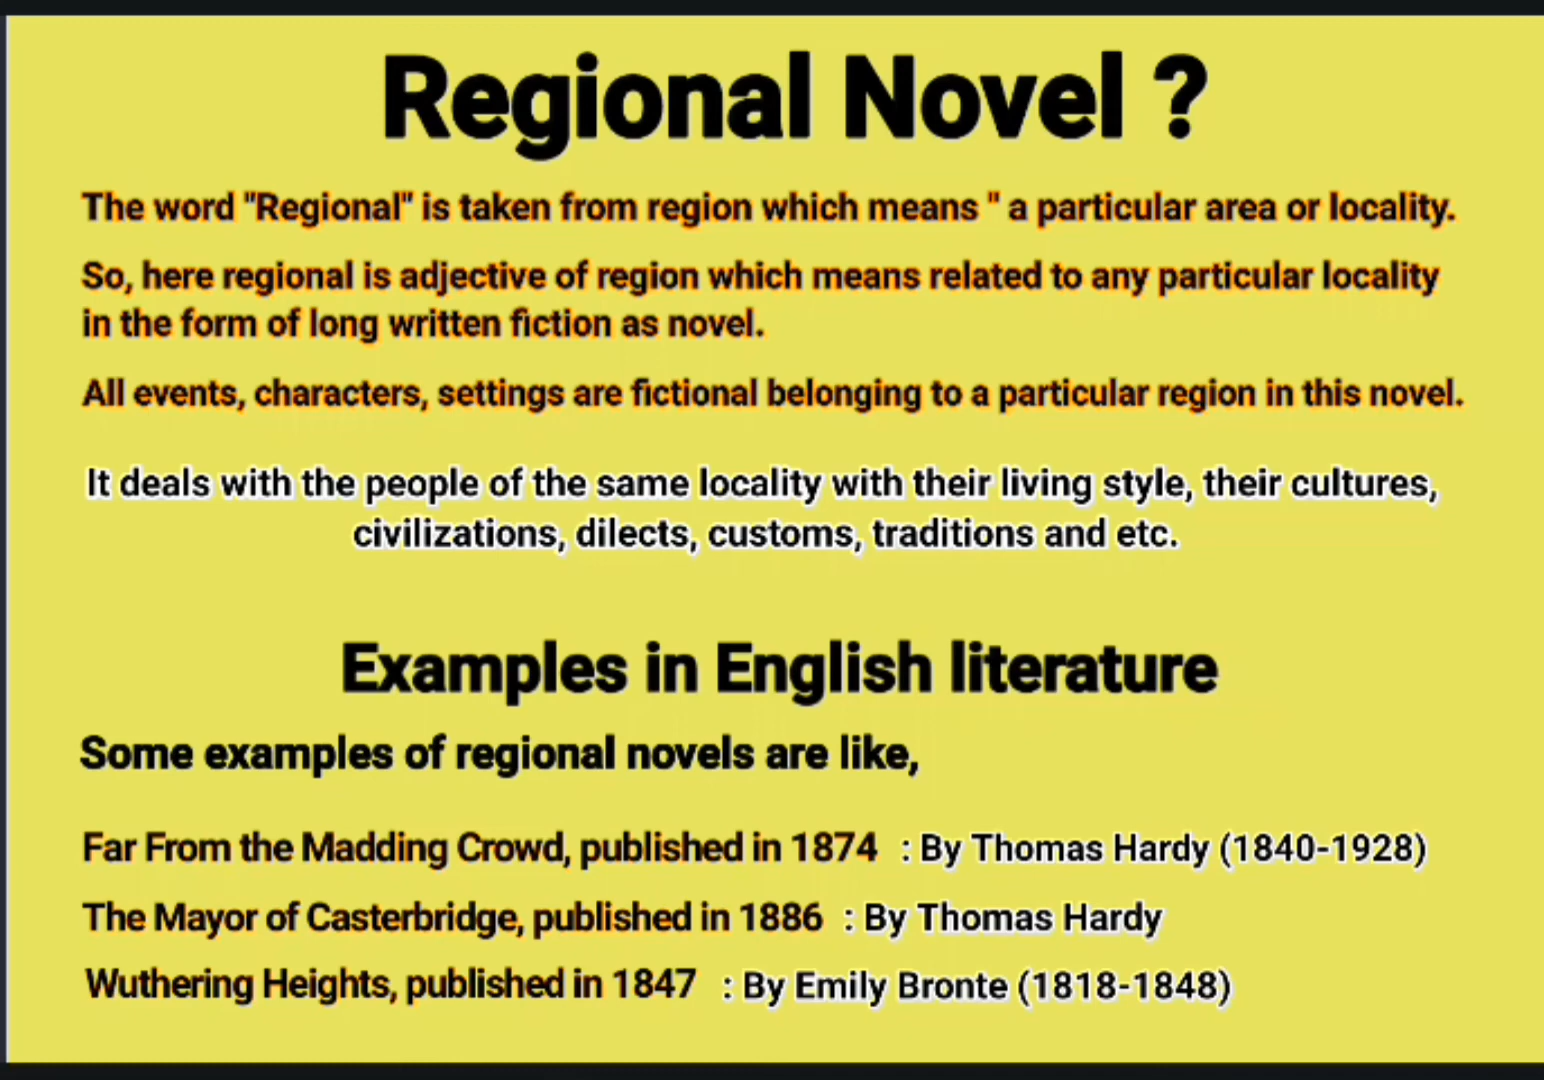 Regional Novel ?
The word "Regional" is taken from region which means " a particular area or locality.
So, here regional is adjective of region which means related to any particular locality
in the form of long written fiction as novel.
All events, characters, settings are fictional belonging to a particular region in this novel.
It deals with the people of the same locality with their living style, their cultures,
civilizations, dilects, customs, traditions and etc.
Examples in English literature
Some examples of regional novels are like,
Far From the Madding Crowd, published in 1874 : By Thomas Hardy (1840-1928)
The Mayor of Casterbridge, published in 1886 : By Thomas Hardy
Wuthering Heights, published in 1847 : By Emily Bronte (1818-1848)